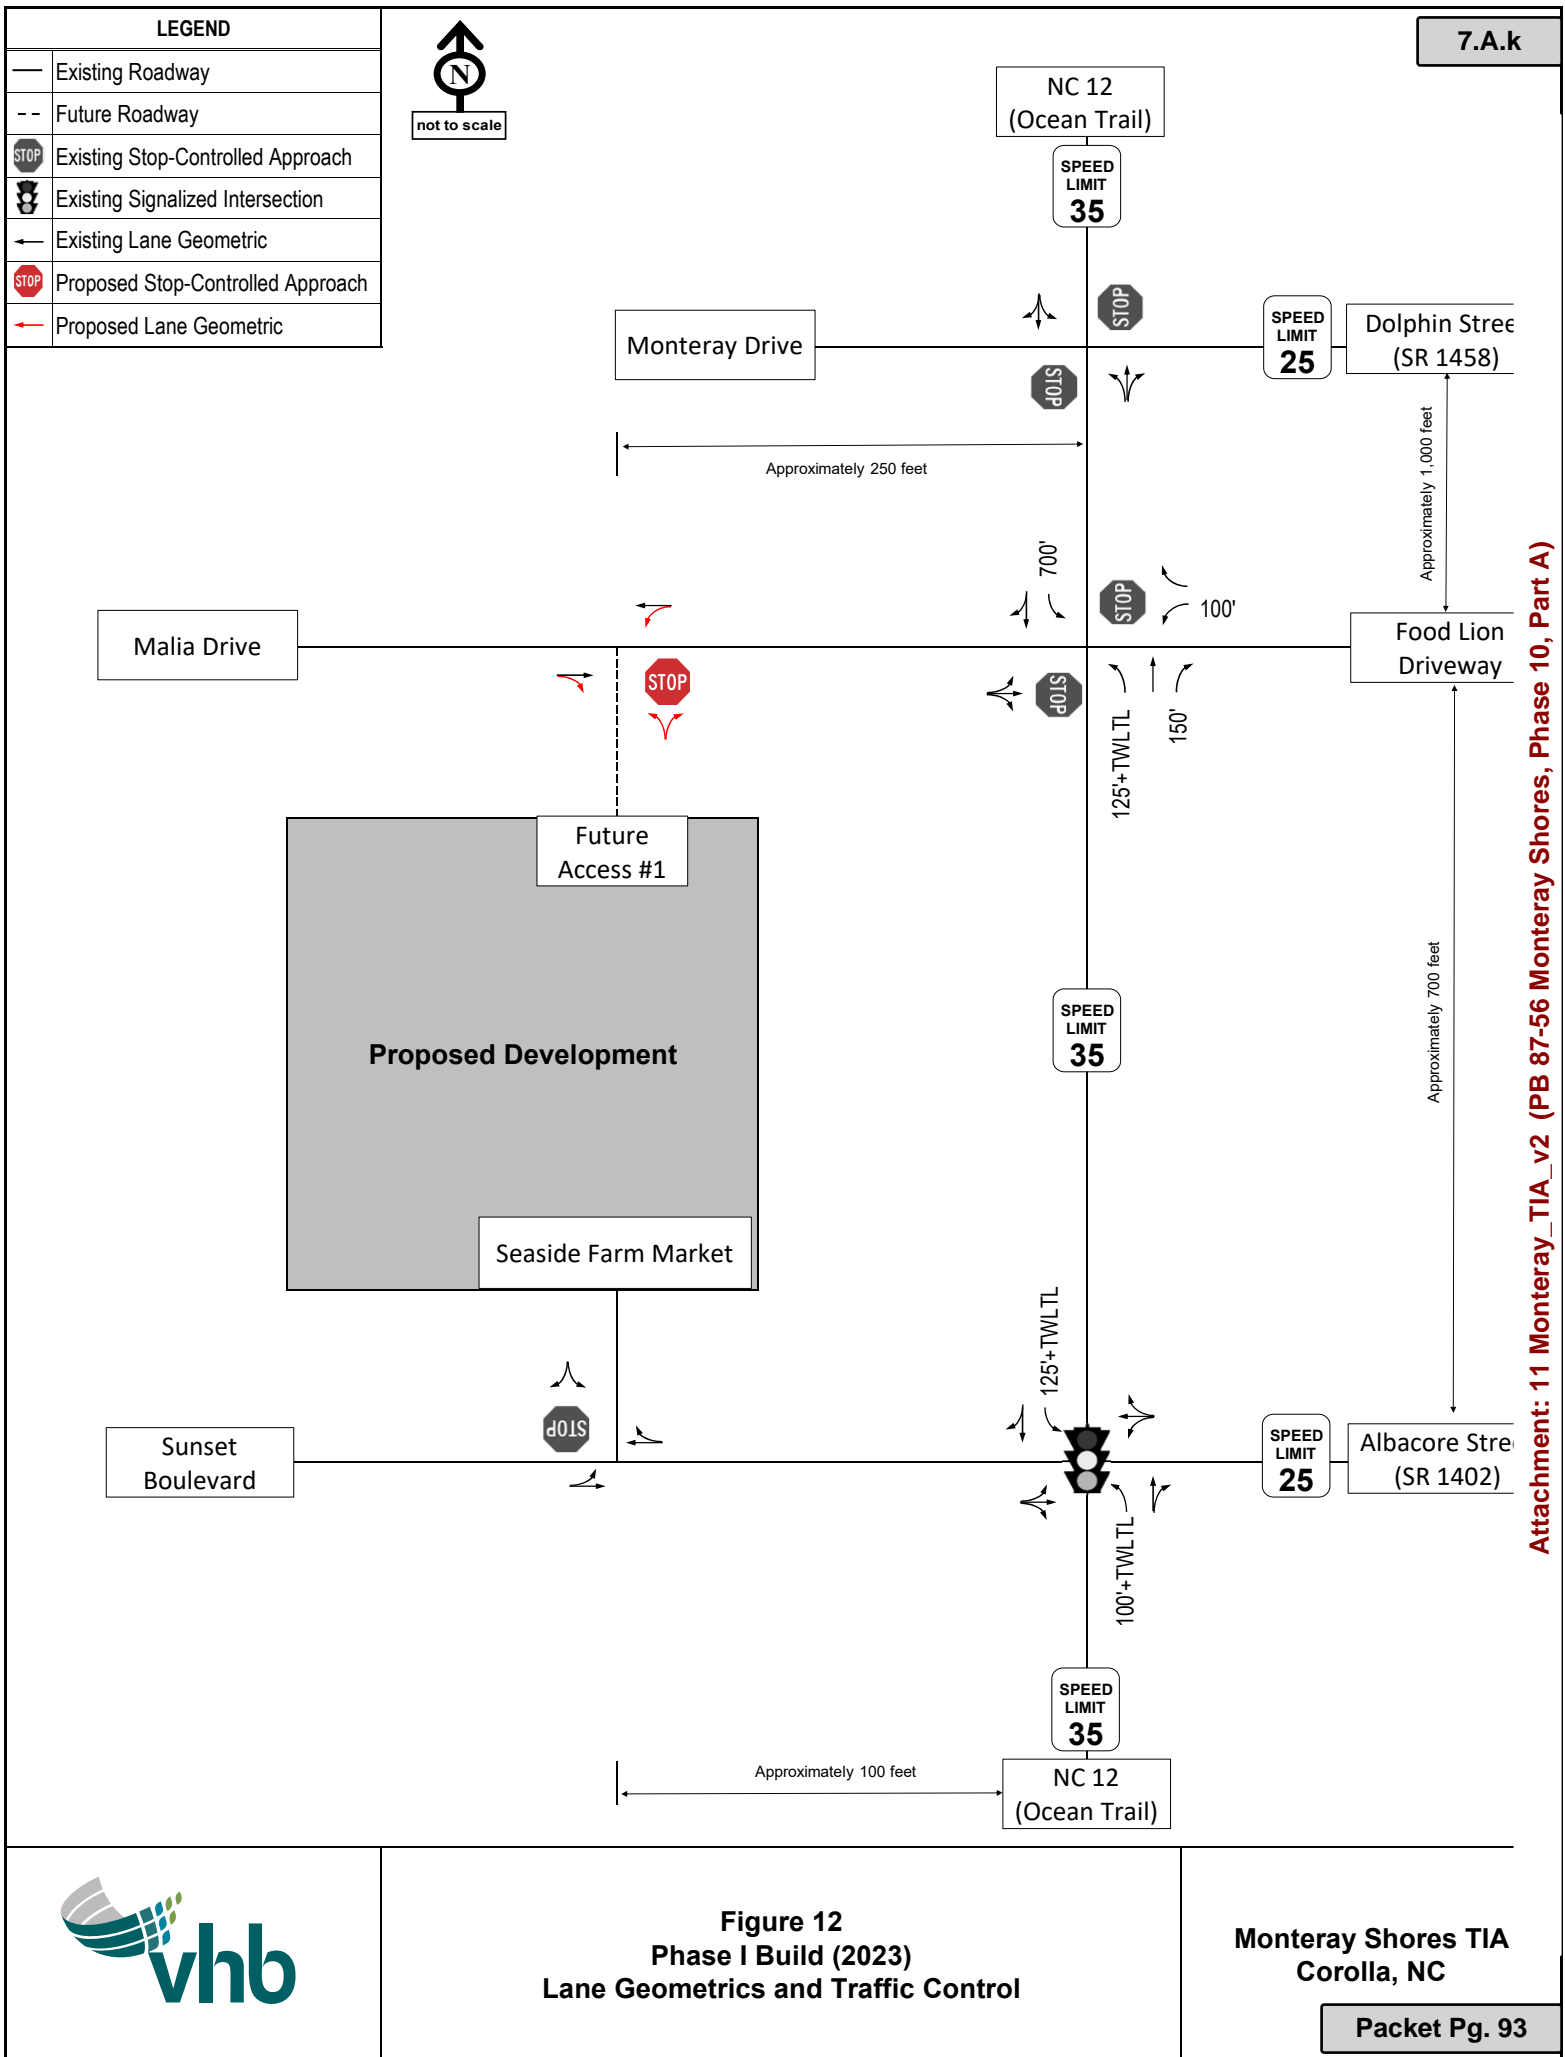 LEGEND
Existing Roadway
Future Roadway
STOP Existing Stop-Controlled Approach
Existing Signalized Intersection
Existing Lane Geometric
STOP Proposed Stop-Controlled Approach
Proposed Lane Geometric
N
not to scale
7.A.k
NC 12
(Ocean Trail)
SPEED
LIMIT
35
STOP
Monteray Drive
SPEED
LIMIT
25
Dolphin Stree
(SR 1458)
STOP
Approximately 250 feet
Approximately 1,000 feet
700'
STOP
100'
Malia Drive
Food Lion
Driveway
STOP
STOP
125'+TWLTL
150'
Future
Access #1
Proposed Development
SPEED
LIMIT
35
Approximately 700 feet
Seaside Farm Market
125'+TWLTL
STOP
Sunset
Boulevard
SPEED
LIMIT
25
Albacore Stre
(SR 1402)
100'+TWLTL
SPEED
LIMIT
35
Approximately 100 feet
NC 12
(Ocean Trail)
Attachment: 11 Monteray_TIA_v2 (PB 87-56 Monteray Shores, Phase 10, Part A)
vhb
Figure 12
Phase I Build (2023)
Lane Geometrics and Traffic Control
Monteray Shores TIA
Corolla, NC
Packet Pg. 93